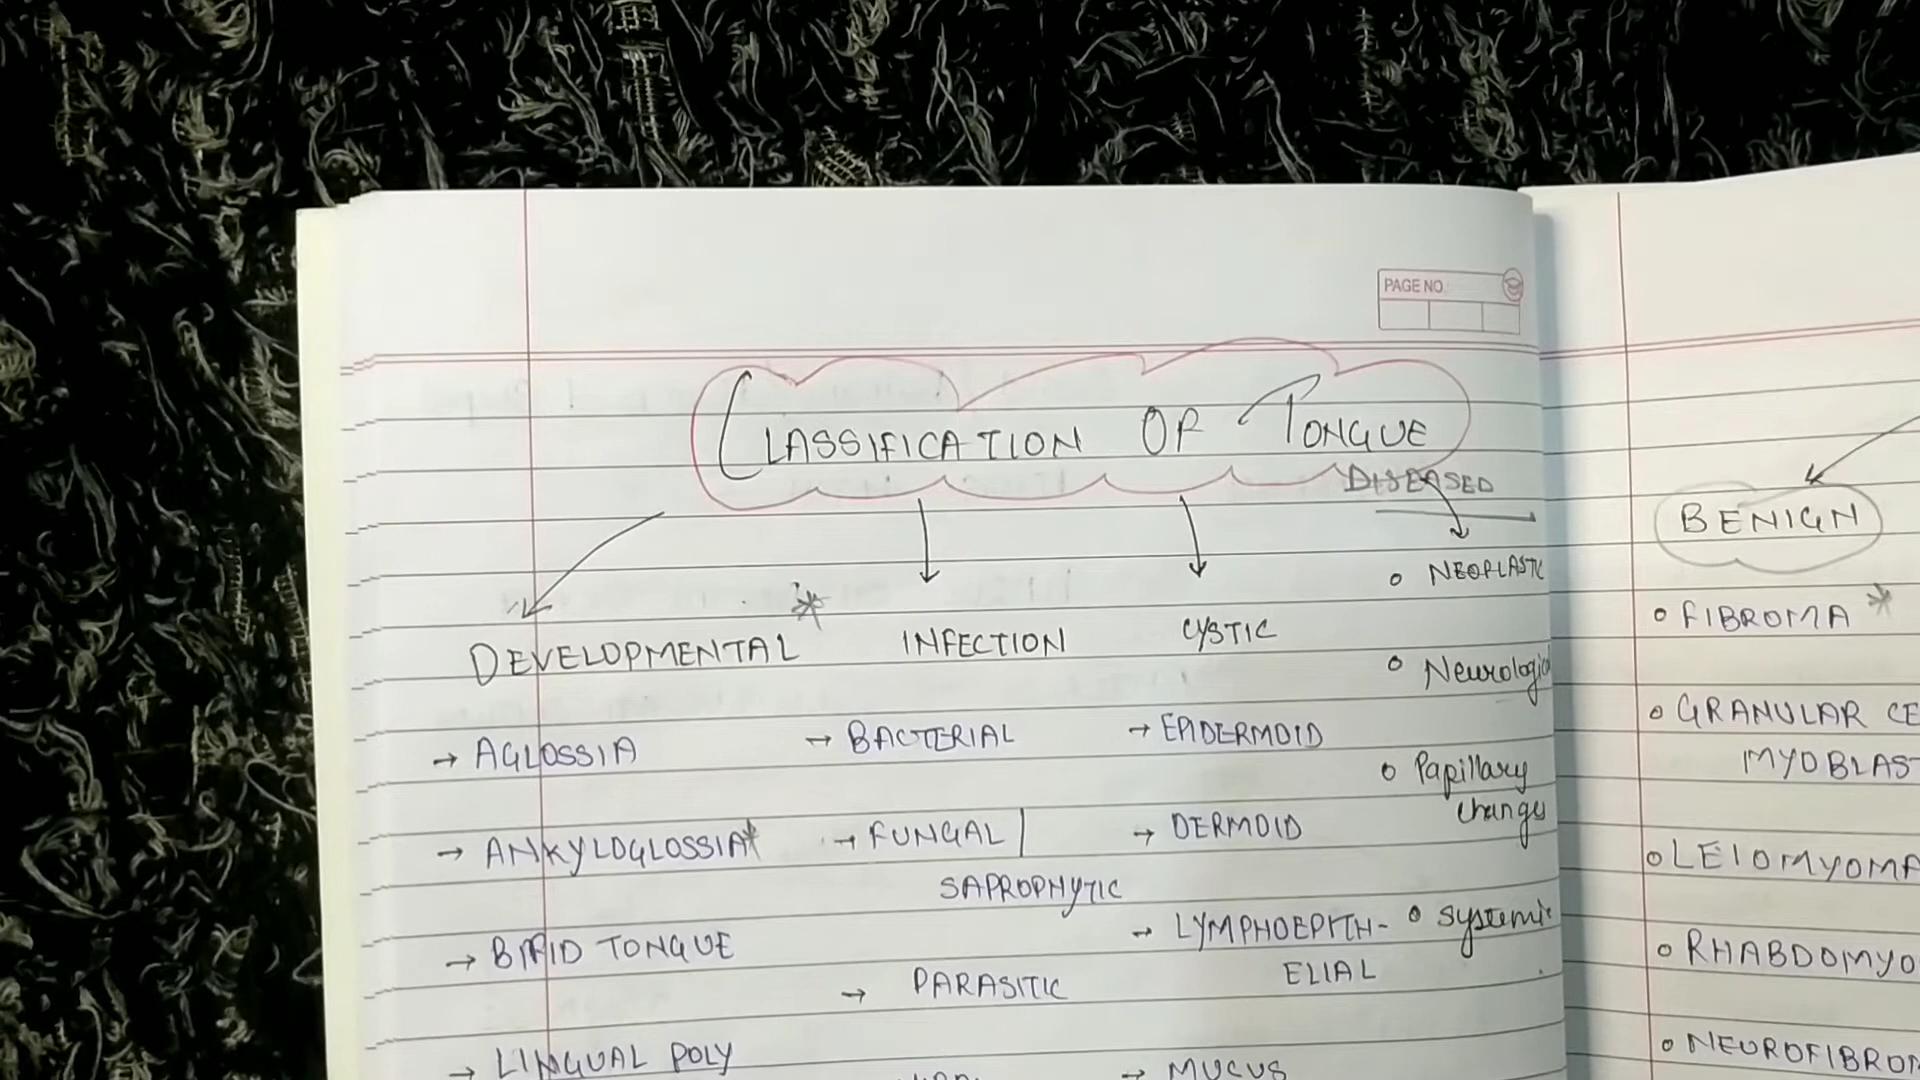 PAGE NO.
CLASSIFICATION OF TONGUE
DISEASED
DEVELOPMENTAL *
→ AGLOSSIA
→ ANKYLOGLOSSIA*
→ BIFID TONGUE
→ LINGUAL POLY
INFECTION
→ BACTERIAL
→ FUNGAL |
SAPROPHYTIC
→ PARASITIC
CYSTIC
→ EPIDERMOID
→ DERMOID
→ LYMPHOEPITH-
ELIAL
→ MUCUS
o NEOPLASTIC
o Neurologic
o Papillary
changes
o systemic
BENIGN
o FIBROMA *
o GRANULAR CE
MYOBLAS
o LEIOMYOMA
o RHABDOMYO
o NEUROFIBRO